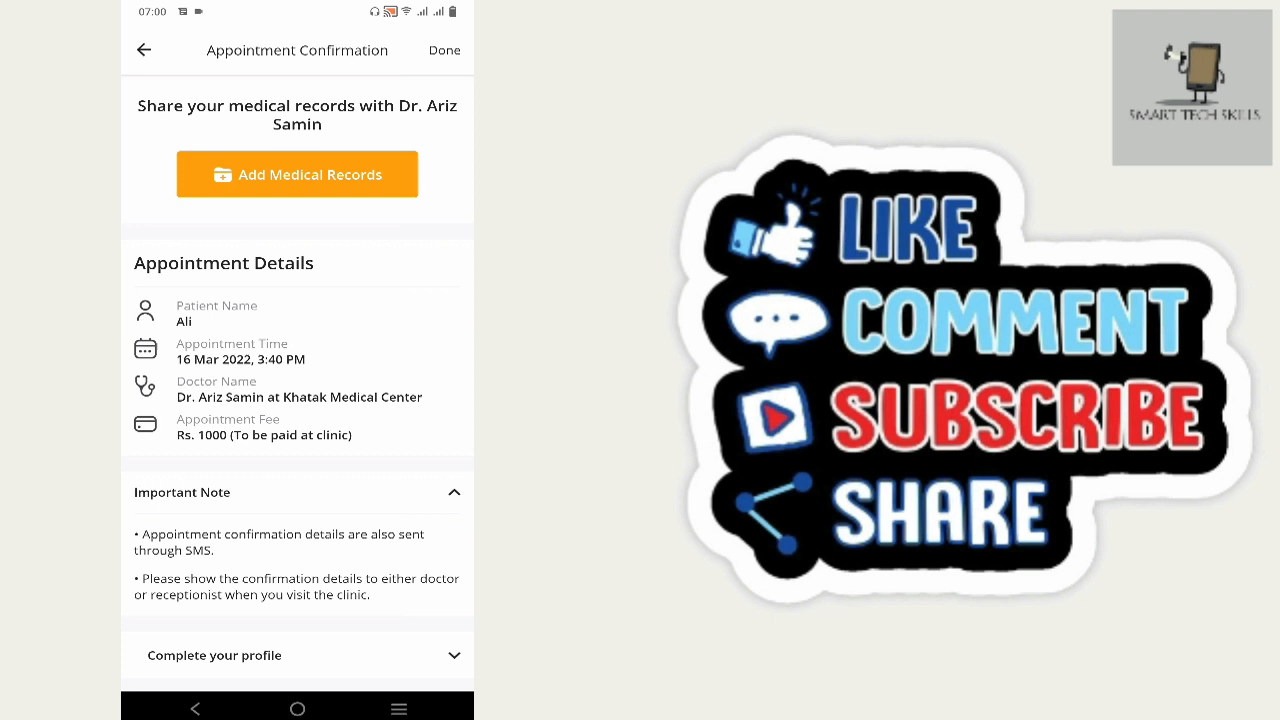 07:00
Appointment Confirmation
Done
Share your medical records with Dr. Ariz
Samin
Add Medical Records
Appointment Details
Patient Name
Ali
Appointment Time
16 Mar 2022, 3:40 PM
Doctor Name
Dr. Ariz Samin at Khatak Medical Center
Appointment Fee
Rs. 1000 (To be paid at clinic)
Important Note
• Appointment confirmation details are also sent
through SMS.
• Please show the confirmation details to either doctor
or receptionist when you visit the clinic.
Complete your profile
SMART TECH SKILLS
LIKE
COMMENT
SUBSCRIBE
SHARE